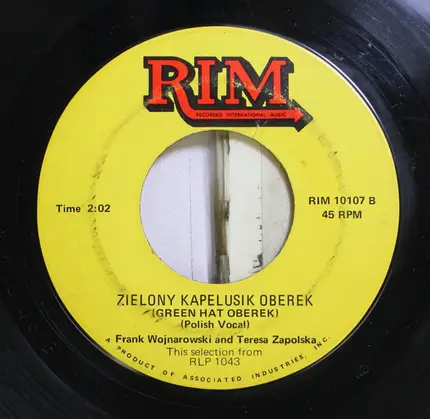 RIM
RECORDED INTERNATIONAL MUSIC
Time 2:02
RIM 10107 B
45 RPM
ZIELONY KAPELUSIK OBEREK
(GREEN HAT OBEREK)
(Polish Vocal)
Frank Wojnarowski and Teresa Zapolska
This selection from
RLP 1043
A PRODUCT OF ASSOCIATED INDUSTRIES, INC.